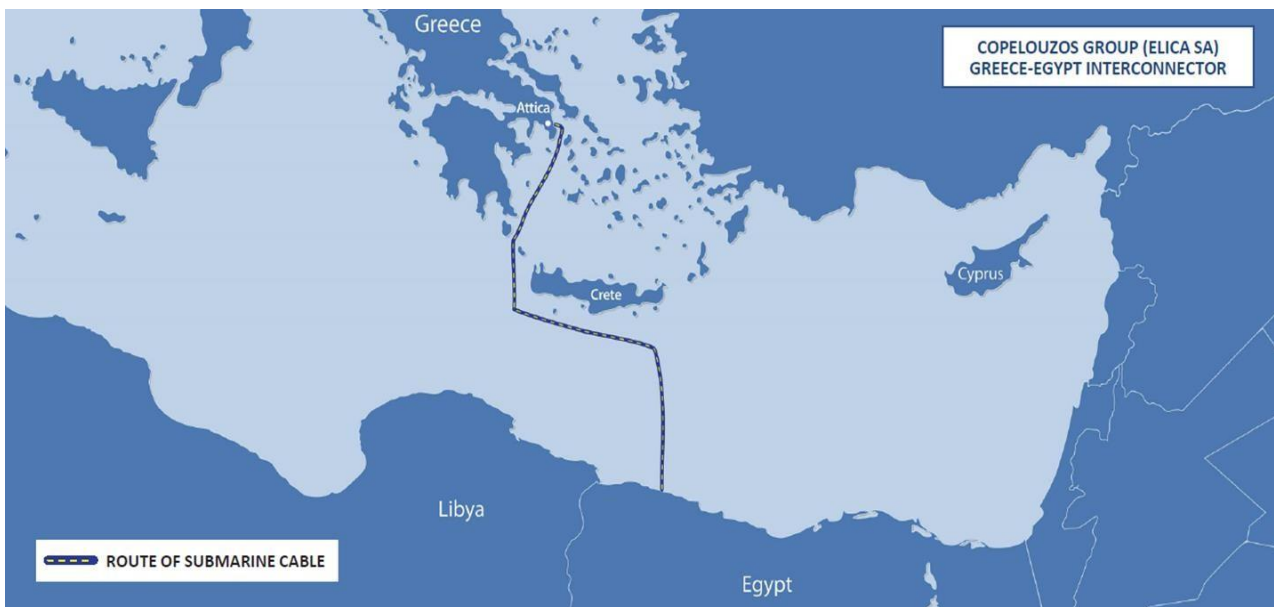 Greece
COPELOUZOS GROUP (ELICA SA)
GREECE-EGYPT INTERCONNECTOR
Attica
Cyprus
Crete
Libya
ROUTE OF SUBMARINE CABLE
Egypt